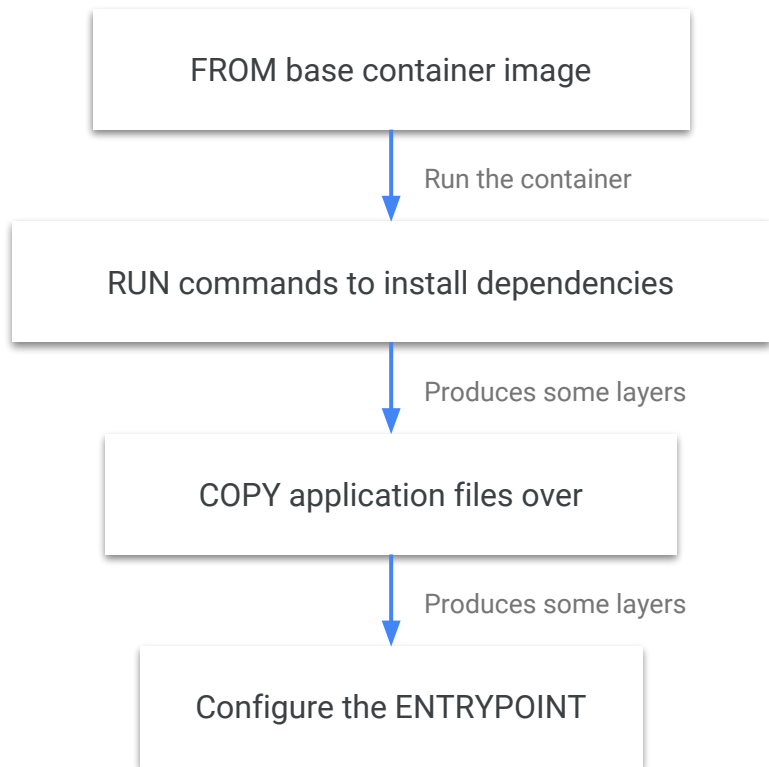 FROM base container image
Run the container
RUN commands to install dependencies
Produces some layers
COPY application files over
Produces some layers
Configure the ENTRYPOINT